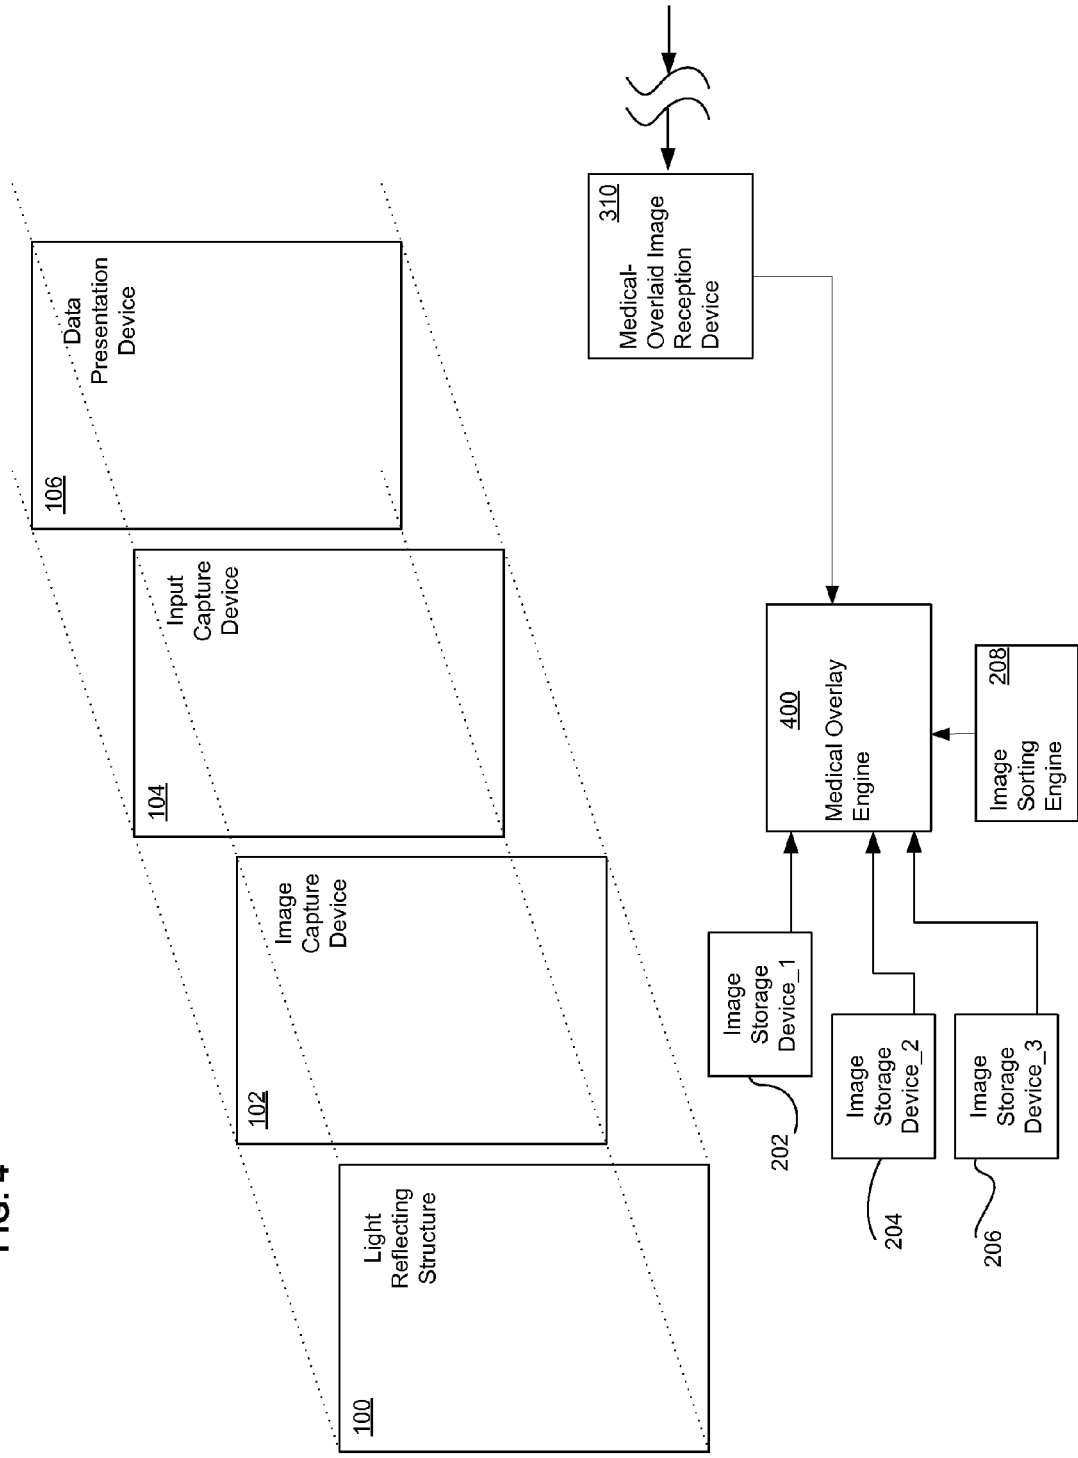 FIG. 4
100
Light
Reflecting
Structure
102
Image
Capture
Device
104
Input
Capture
Device
106
Data
Presentation
Device
310
Medical-
Overlaid Image
Reception
Device
400
Medical Overlay
Engine
208
Image
Sorting
Engine
Image
Storage
Device_1
202
Image
Storage
Device_2
204
Image
Storage
Device_3
206